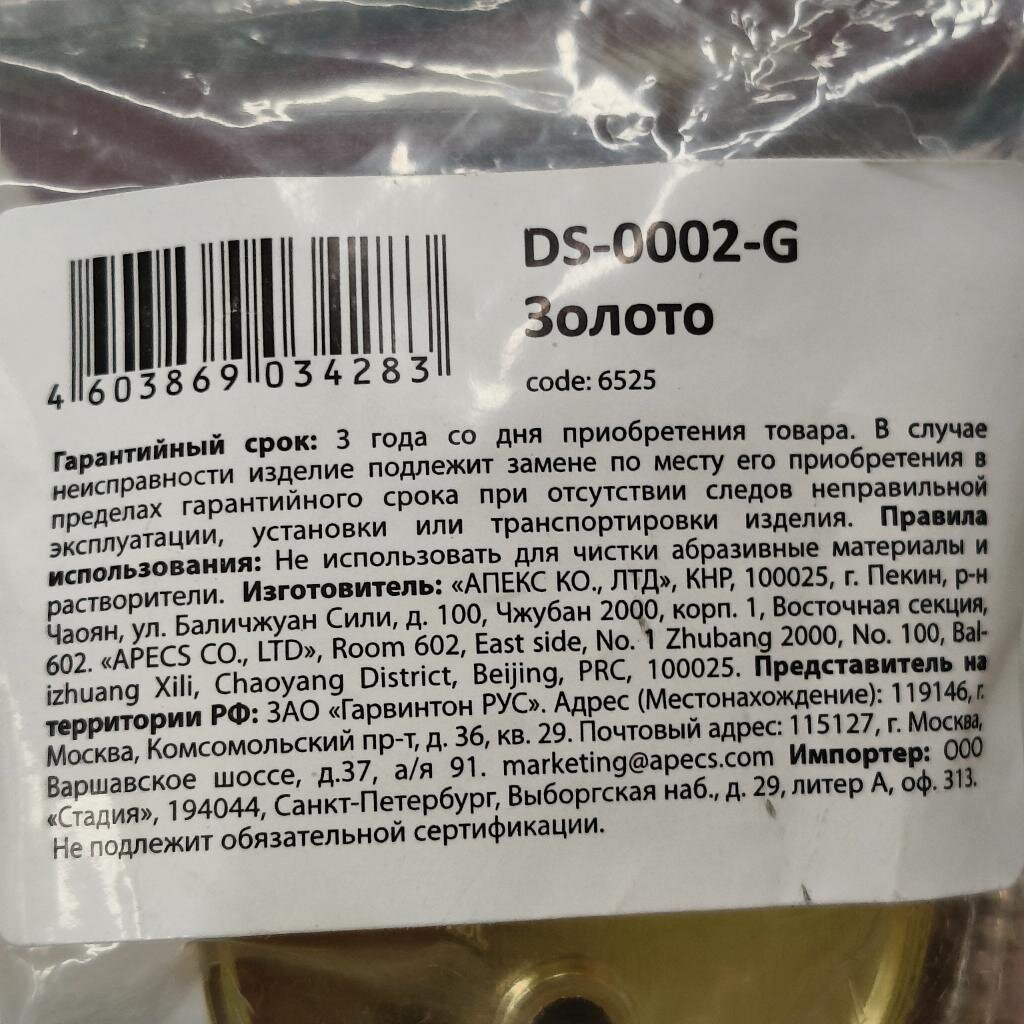 DS-0002-G
Золото
code: 6525
4 603869 034283
Гарантийный срок: 3 года со дня приобретения товара. В случае
неисправности изделие подлежит замене по месту его приобретения в
пределах гарантийного срока при отсутствии следов неправильной
эксплуатации, установки или транспортировки изделия. Правила
использования: Не использовать для чистки абразивные материалы и
растворители. Изготовитель: «АПЕКС КО., ЛТД», КНР, 100025, г. Пекин, р-н
Чаоян, ул. Баличжуан Сили, д. 100, Чжубан 2000, корп. 1, Восточная секция,
602. «APECS CO., LTD», Room 602, East side, No. 1 Zhubang 2000, No. 100, Bal-
izhuang Xili, Chaoyang District, Beijing, PRC, 100025. Представитель на
территории РФ: ЗАО «Гарвинтон РУС». Адрес (Местонахождение): 119146, г.
Москва, Комсомольский пр-т, д. 36, кв. 29. Почтовый адрес: 115127, г. Москва,
Варшавское шоссе, д.37, а/я 91. marketing@apecs.com Импортер: ООО
«Стадия», 194044, Санкт-Петербург, Выборгская наб., д. 29, литер А, оф. 313.
Не подлежит обязательной сертификации.